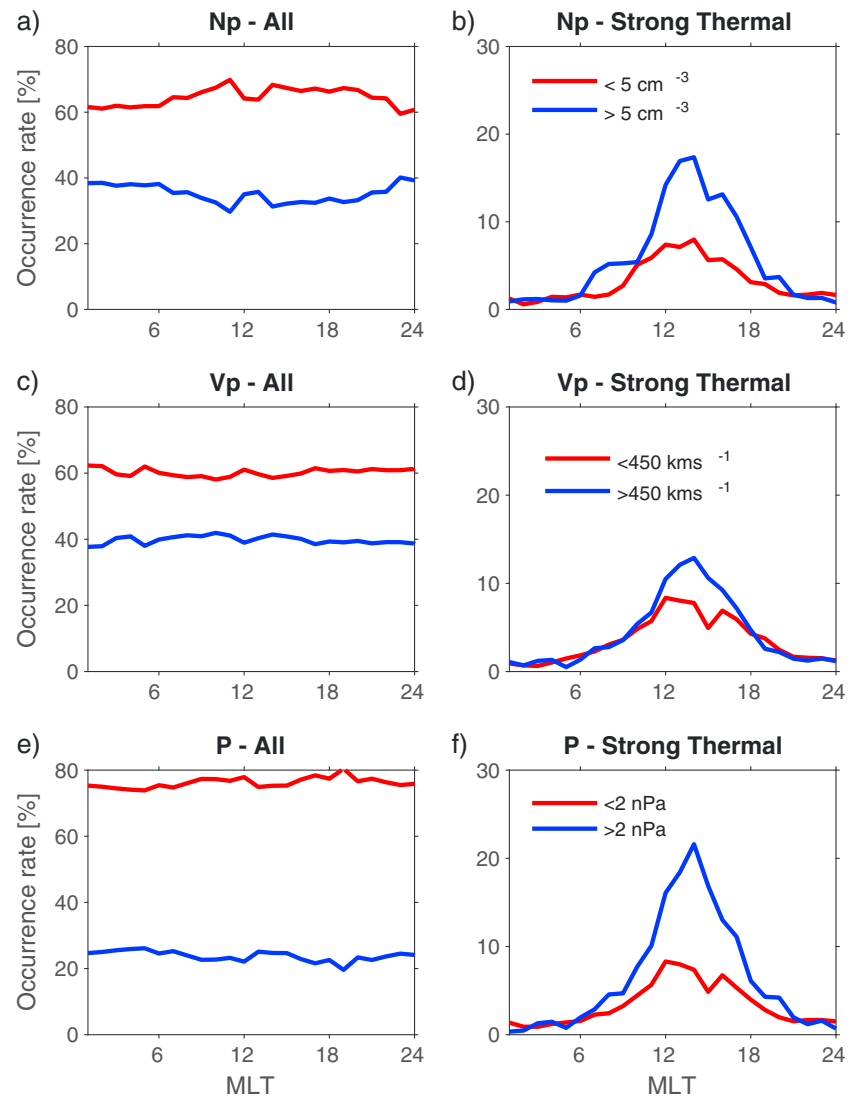 a) Np - All
80
60
40
20
0
Occurrence rate [%]
6 12 18 24
b) Np - Strong Thermal
30
20
10
0
< 5 cm -3
> 5 cm -3
6 12 18 24
c) Vp - All
80
60
40
20
0
Occurrence rate [%]
6 12 18 24
d) Vp - Strong Thermal
30
20
10
0
<450 kms -1
>450 kms -1
6 12 18 24
e) P - All
80
60
40
20
0
Occurrence rate [%]
6 12 18 24
MLT
f) P - Strong Thermal
30
20
10
0
<2 nPa
>2 nPa
6 12 18 24
MLT